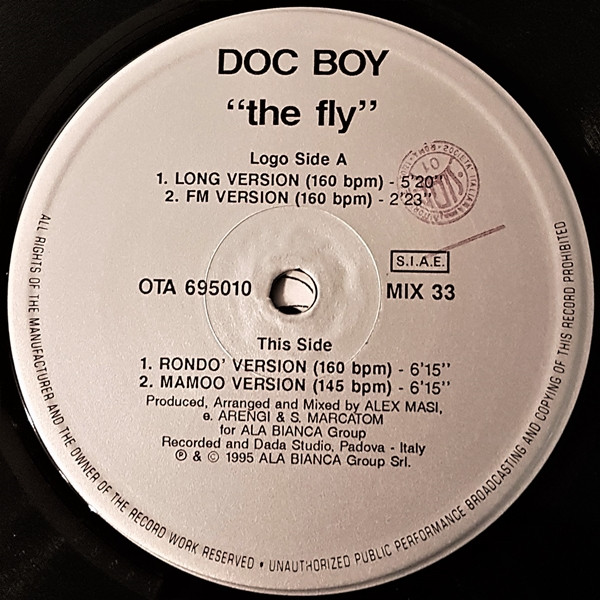 DOC BOY
“the fly”
Logo Side A
1. LONG VERSION (160 bpm) - 5'20"
2. FM VERSION (160 bpm) - 2'23"
S.I.A.E.
OTA 695010
MIX 33
This Side
1. RONDO' VERSION (160 bpm) - 6'15"
2. MAMOO VERSION (145 bpm) - 6'15"
Produced, Arranged and Mixed by ALEX MASI,
e. ARENGI & S. MARCATOM
for ALA BIANCA Group
Recorded and Dada Studio, Padova - Italy
℗ & © 1995 ALA BIANCA Group Srl.
ALL RIGHTS OF THE MANUFACTURER AND THE OWNER OF THE RECORD WORK RESERVED • UNAUTHORIZED PUBLIC PERFORMANCE BROADCASTING AND COPYING OF THIS RECORD PROHIBITED